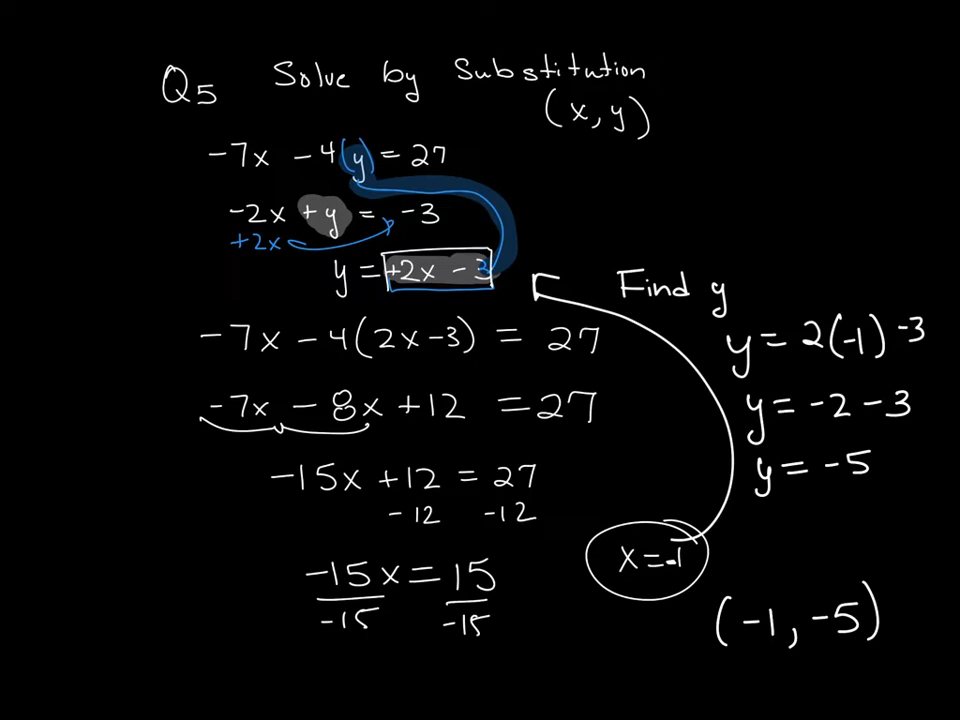 Q5 Solve by Substitution
(x, y)
-7x - 4(y) = 27
-2x + y = -3
+2x
y = +2x - 3
-7x - 4(2x-3) = 27
-7x - 8x + 12 = 27
-15x + 12 = 27
-12 -12
-15x = 15
-15 -15
x = -1
Find y
y = 2(-1) -3
y = -2 - 3
y = -5
(-1, -5)